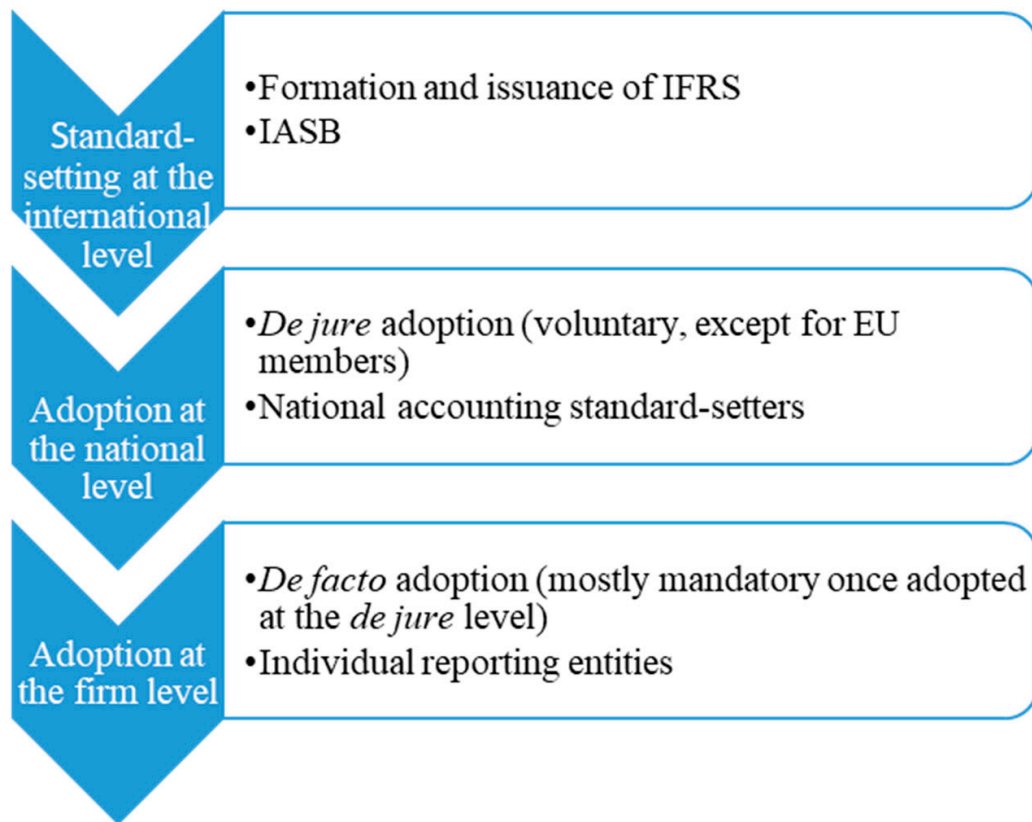 Standard-
setting at the
international
level
•Formation and issuance of IFRS
•IASB
Adoption at
the national
level
•De jure adoption (voluntary, except for EU
members)
•National accounting standard-setters
Adoption at
the firm level
•De facto adoption (mostly mandatory once adopted
at the de jure level)
•Individual reporting entities